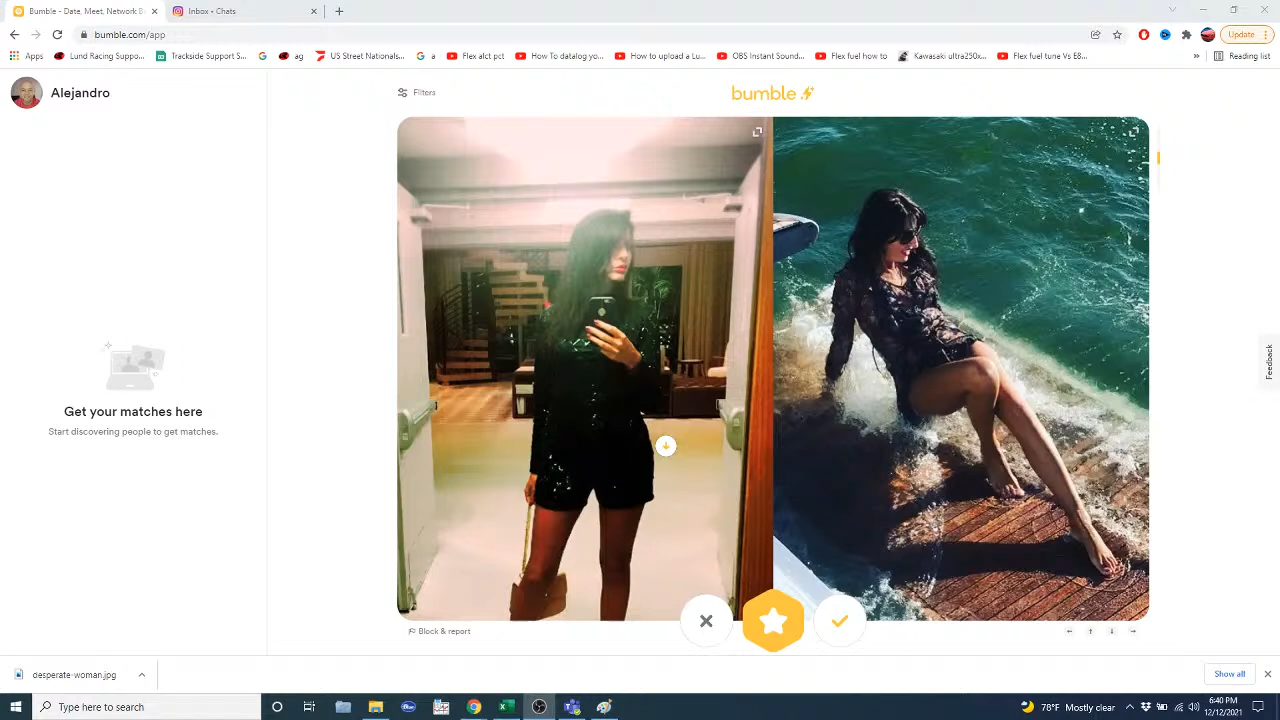 Bumble - Date, Meet, Network B
Inbox • Chats
bumble.com/app
Update
Apps
Lund Racing Suppo...
Tradeside Support S...
G
ag
US Street Nationals...
a
Flex alct pct
How To datalog yo...
How to upload a Lu...
OBS Instant Sound...
Flex fuel how to
Kawasaki ultra250x...
Flex fuel tune Vs E8...
»
Reading list
Alejandro
Filters
bumble
Get your matches here
Start discovering people to get matches.
Feedback
Block & report
desperate-woman.jpg
Show all
Type here to search
78°F Mostly clear
6:40 PM
12/12/2021